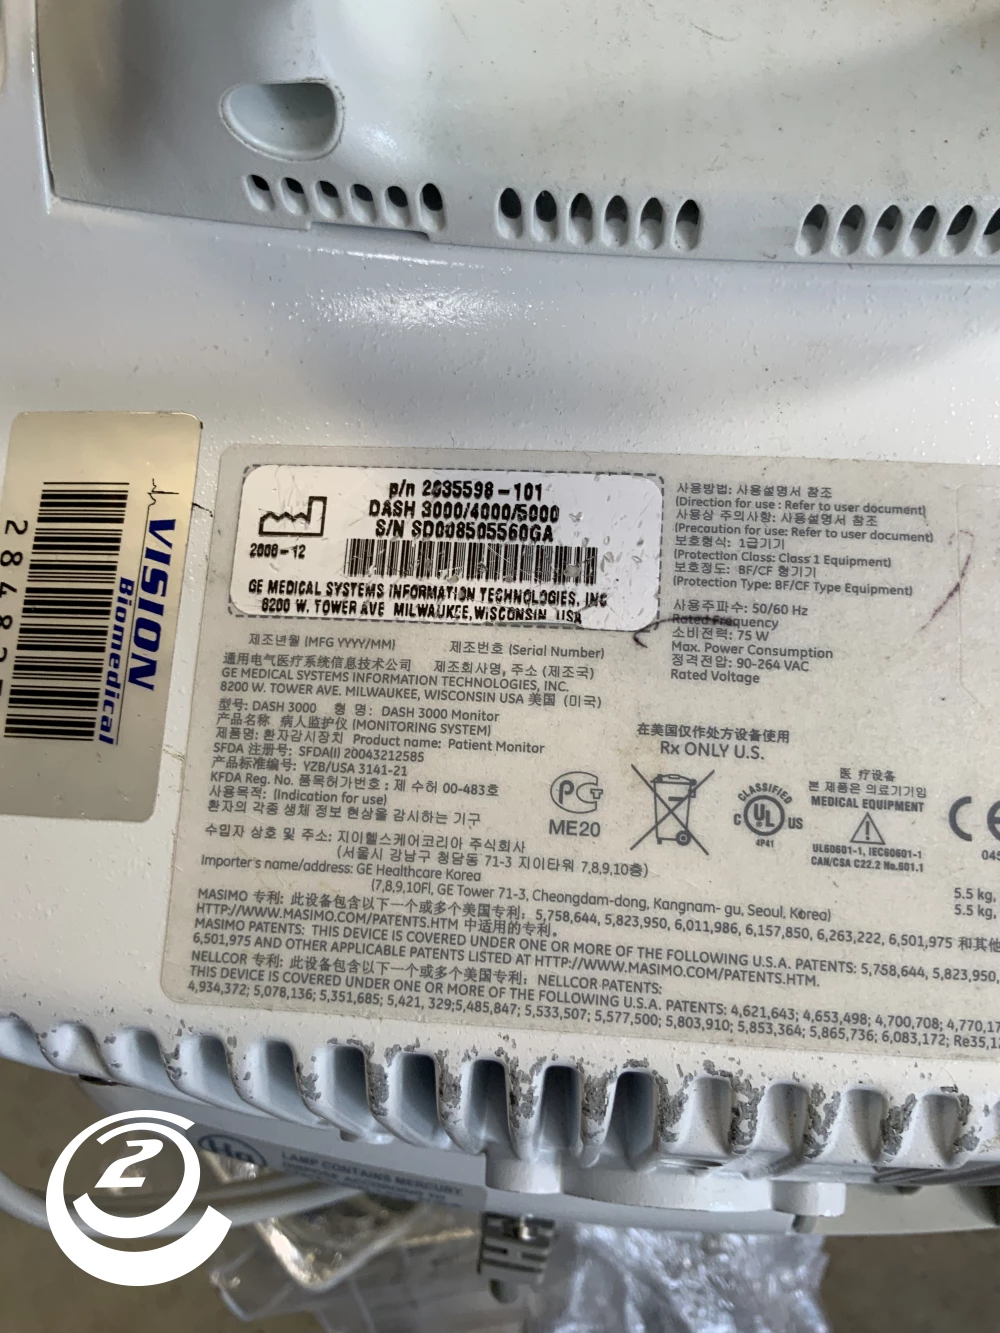 p/n 2035598-101
DASH 3000/4000/5000
S/N SD008505560GA
2008-12
GE MEDICAL SYSTEMS INFORMATION TECHNOLOGIES, INC
8200 W. TOWER AVE MILWAUKEE, WISCONSIN USA
제조년월 (MFG YYYY/MM) 제조번호 (Serial Number)
通用电气医疗系统信息技术公司 제조회사명, 주소 (제조국)
GE MEDICAL SYSTEMS INFORMATION TECHNOLOGIES, INC.
8200 W. TOWER AVE. MILWAUKEE, WISCONSIN USA 美国 (미국)
型号: DASH 3000 형 명: DASH 3000 Monitor
产品名称 病人监护仪 (MONITORING SYSTEM)
제품명: 환자감시장치 Product name: Patient Monitor
SFDA 注册号: SFDA(I) 20043212585
产品标准编号: YZB/USA 3141-21
KFDA Reg. No. 품목허가번호: 제 수허 00-483호
사용목적: (Indication for use)
환자의 각종 생체 정보 현상을 감시하는 기구
수입자 상호 및 주소: 지이헬스케어코리아 주식회사
(서울시 강남구 청담동 71-3 지이타워 7,8,9,10층)
Importer's name/address: GE Healthcare Korea
(7,8,9,10Fl, GE Tower 71-3, Cheongdam-dong, Kangnam-gu, Seoul, Korea)
사용방법: 사용설명서 참조
(Direction for use: Refer to user document)
사용상 주의사항: 사용설명서 참조
(Precaution for use: Refer to user document)
보호형식: 1급기기
(Protection Class: Class 1 Equipment)
보호정도: BF/CF 형기기
(Protection Type: BF/CF Type Equipment)
사용주파수: 50/60 Hz
Rated Frequency
소비전력: 75 W
Max. Power Consumption
정격전압: 90-264 VAC
Rated Voltage
在美国仅作处方设备使用
Rx ONLY U.S.
ME20
CLASSIFIED
C UL US
4P41
医疗设备
본 제품은 의료기기임
MEDICAL EQUIPMENT
UL60601-1, IEC60601-1
CAN/CSA C22.2 No.601.1
CE
5.5 kg,
5.5 kg,
MASIMO 专利: 此设备包含以下一个或多个美国专利: 5,758,644, 5,823,950, 6,011,986, 6,157,850, 6,263,222, 6,501,975 和其他
HTTP://WWW.MASIMO.COM/PATENTS.HTM 中适用的专利。
MASIMO PATENTS: THIS DEVICE IS COVERED UNDER ONE OR MORE OF THE FOLLOWING U.S.A. PATENTS: 5,758,644, 5,823,950,
6,501,975 AND OTHER APPLICABLE PATENTS LISTED AT HTTP://WWW.MASIMO.COM/PATENTS.HTM.
NELLCOR 专利: 此设备包含以下一个或多个美国专利: NELLCOR PATENTS:
THIS DEVICE IS COVERED UNDER ONE OR MORE OF THE FOLLOWING U.S.A. PATENTS: 4,621,643; 4,653,498; 4,700,708; 4,770,17
4,934,372; 5,078,136; 5,351,685; 5,421, 329;5,485,847; 5,533,507; 5,577,500; 5,803,910; 5,853,364; 5,865,736; 6,083,172; Re35,1
VISION
Biomedical
Hg
LAMP CONTAINS MERCURY.
2